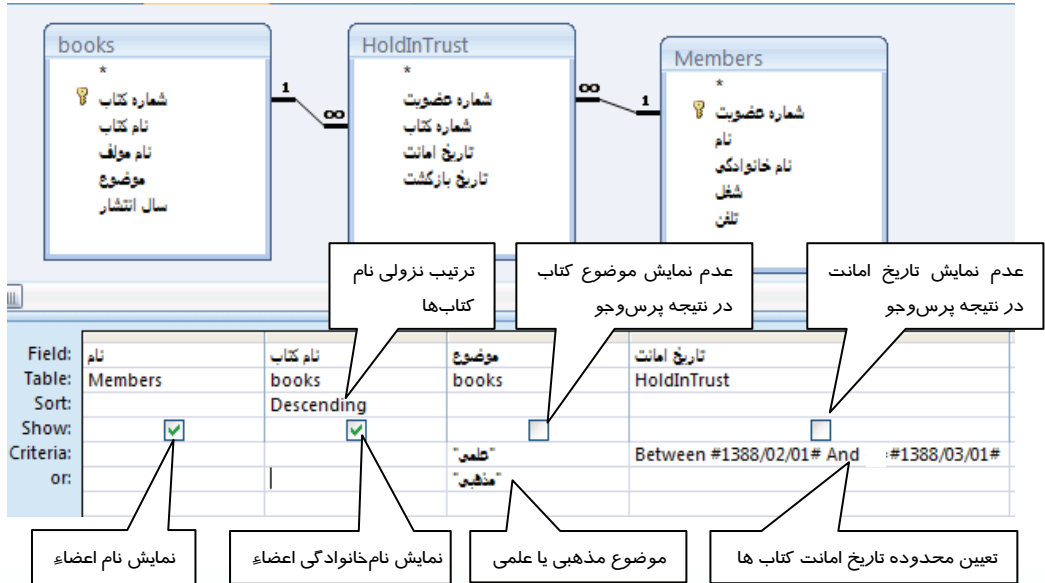 books
*
شماره کتاب
نام کتاب
نام مولف
موضوع
سال انتشار
1
∞
HoldInTrust
*
شماره عضویت
شماره کتاب
تاریخ امانت
تاریخ بازگشت
∞
1
Members
*
شماره عضویت
نام
نام خانوادگی
شغل
تلفن
ترتیب نزولی نام
کتاب‌ها
عدم نمایش موضوع کتاب
در نتیجه پرس‌وجو
عدم نمایش تاریخ امانت
در نتیجه پرس‌وجو
Field: نام نام کتاب موضوع تاریخ امانت
Table: Members books books HoldInTrust
Sort: Descending
Show:
Criteria: "علمی" Between #1388/02/01# And #1388/03/01#
or: "مذهبی"
نمایش نام اعضاء
نمایش نام‌خانوادگی اعضاء
موضوع مذهبی یا علمی
تعیین محدوده تاریخ امانت کتاب ها